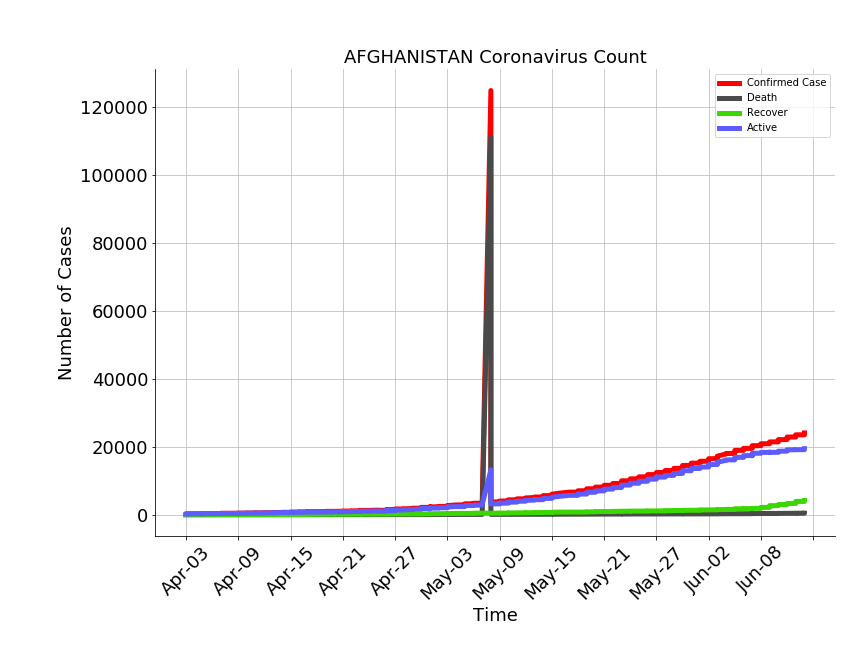 AFGHANISTAN Coronavirus Count
Confirmed Case
Death
Recover
Active
120000
100000
80000
60000
40000
20000
0
Number of Cases
Apr-03
Apr-09
Apr-15
Apr-21
Apr-27
May-03
May-09
May-15
May-21
May-27
Jun-02
Jun-08
Time